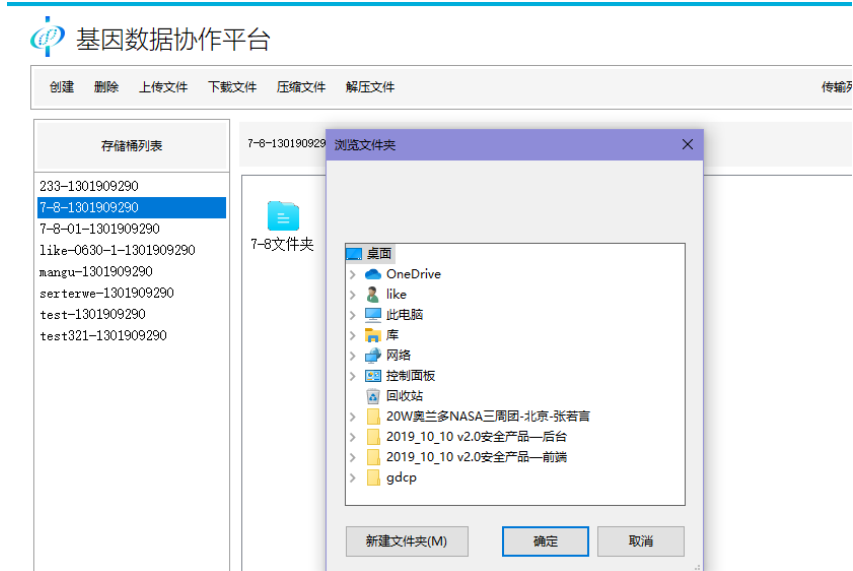 基因数据协作平台
创建 删除 上传文件 下载文件 压缩文件 解压文件 传输列
存储桶列表
7-8-1301909290
浏览文件夹
233-1301909290
7-8-1301909290
7-8-01-1301909290
like-0630-1-1301909290
mangu-1301909290
serterwe-1301909290
test-1301909290
test321-1301909290
7-8文件夹
桌面
OneDrive
like
此电脑
库
网络
控制面板
回收站
20W奥兰多NASA三周团-北京-张若言
2019_10_10 v2.0安全产品—后台
2019_10_10 v2.0安全产品—前端
gdcp
新建文件夹(M) 确定 取消